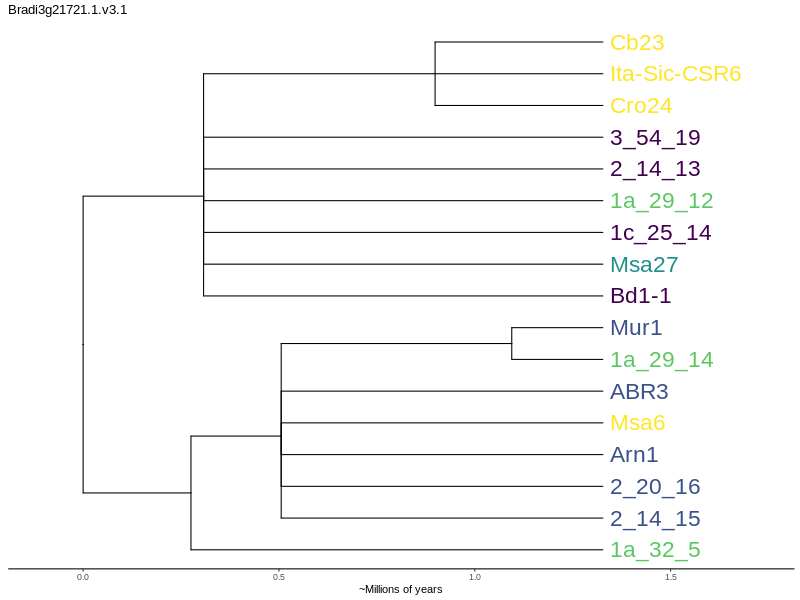 Bradi3g21721.1.v3.1
Cb23
Ita-Sic-CSR6
Cro24
3_54_19
2_14_13
1a_29_12
1c_25_14
Msa27
Bd1-1
Mur1
1a_29_14
ABR3
Msa6
Arn1
2_20_16
2_14_15
1a_32_5
0.0 0.5 1.0 1.5
~Millions of years